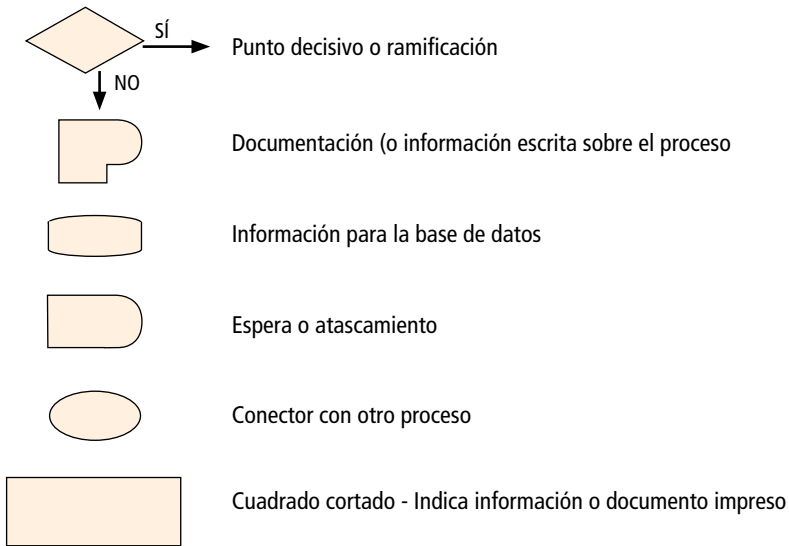 SÍ
Punto decisivo o ramificación
NO
Documentación (o información escrita sobre el proceso
Información para la base de datos
Espera o atascamiento
Conector con otro proceso
Cuadrado cortado - Indica información o documento impreso